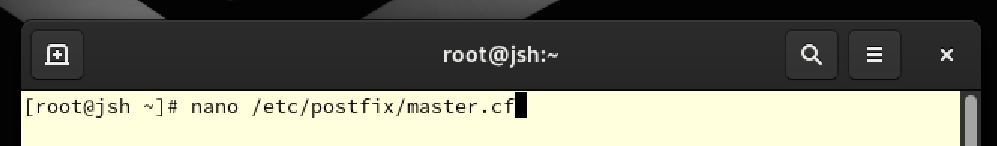 root@jsh:~
[root@jsh ~]# nano /etc/postfix/master.cf